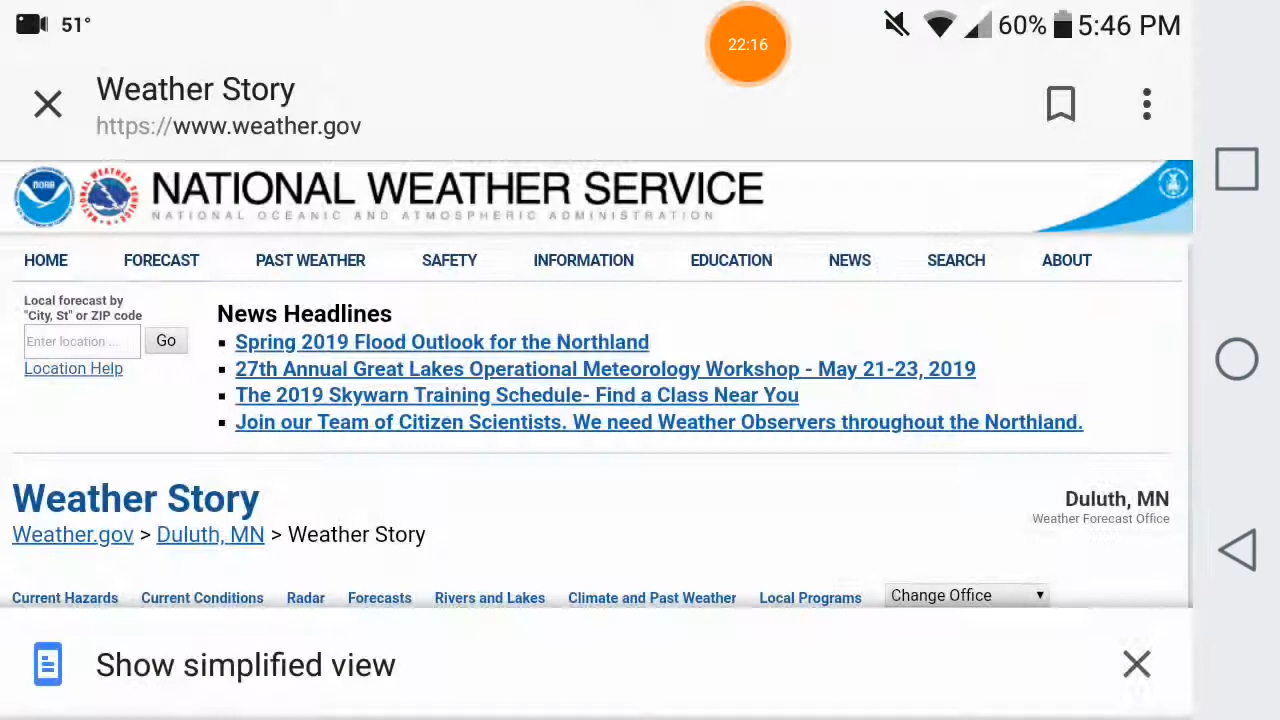 51°
22:16
60%
5:46 PM
Weather Story
https://www.weather.gov
NOAA
NATIONAL WEATHER SERVICE
NATIONAL OCEANIC AND ATMOSPHERIC ADMINISTRATION
HOME FORECAST PAST WEATHER SAFETY INFORMATION EDUCATION NEWS SEARCH ABOUT
Local forecast by
"City, St" or ZIP code
Enter location ...
Go
Location Help
News Headlines
Spring 2019 Flood Outlook for the Northland
27th Annual Great Lakes Operational Meteorology Workshop - May 21-23, 2019
The 2019 Skywarn Training Schedule- Find a Class Near You
Join our Team of Citizen Scientists. We need Weather Observers throughout the Northland.
Weather Story
Weather.gov > Duluth, MN > Weather Story
Duluth, MN
Weather Forecast Office
Current Hazards Current Conditions Radar Forecasts Rivers and Lakes Climate and Past Weather Local Programs Change Office
Show simplified view